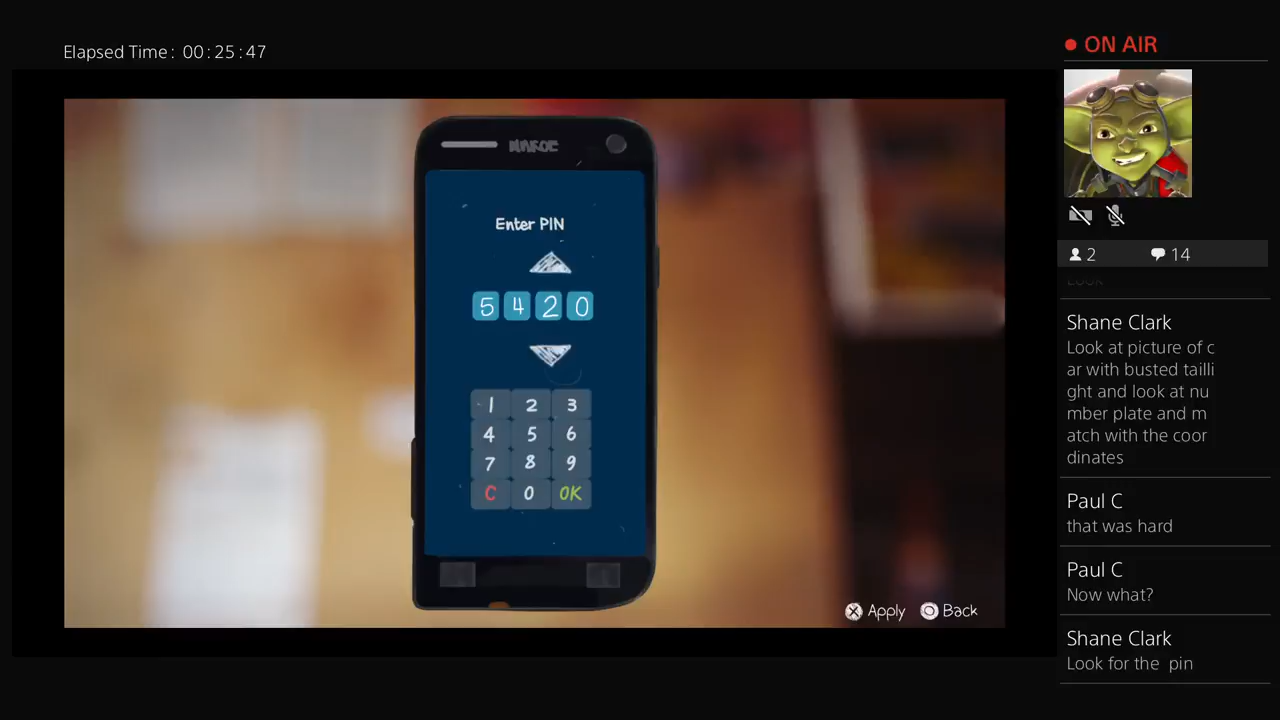 Elapsed Time: 00:25:47
ON AIR
2 14
Enter PIN
5 4 2 0
1 2 3
4 5 6
7 8 9
C 0 OK
Apply Back
Shane Clark
Look at picture of c
ar with busted tailli
ght and look at nu
mber plate and m
atch with the coor
dinates
Paul C
that was hard
Paul C
Now what?
Shane Clark
Look for the pin